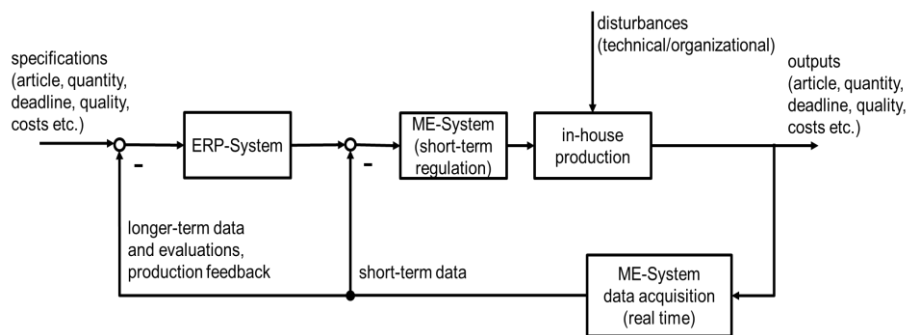 disturbances
(technical/organizational)
specifications
(article, quantity,
deadline, quality,
costs etc.)
outputs
(article, quantity,
deadline, quality,
costs etc.)
-
ERP-System
-
ME-System
(short-term
regulation)
in-house
production
longer-term data
and evaluations,
production feedback
short-term data
ME-System
data acquisition
(real time)